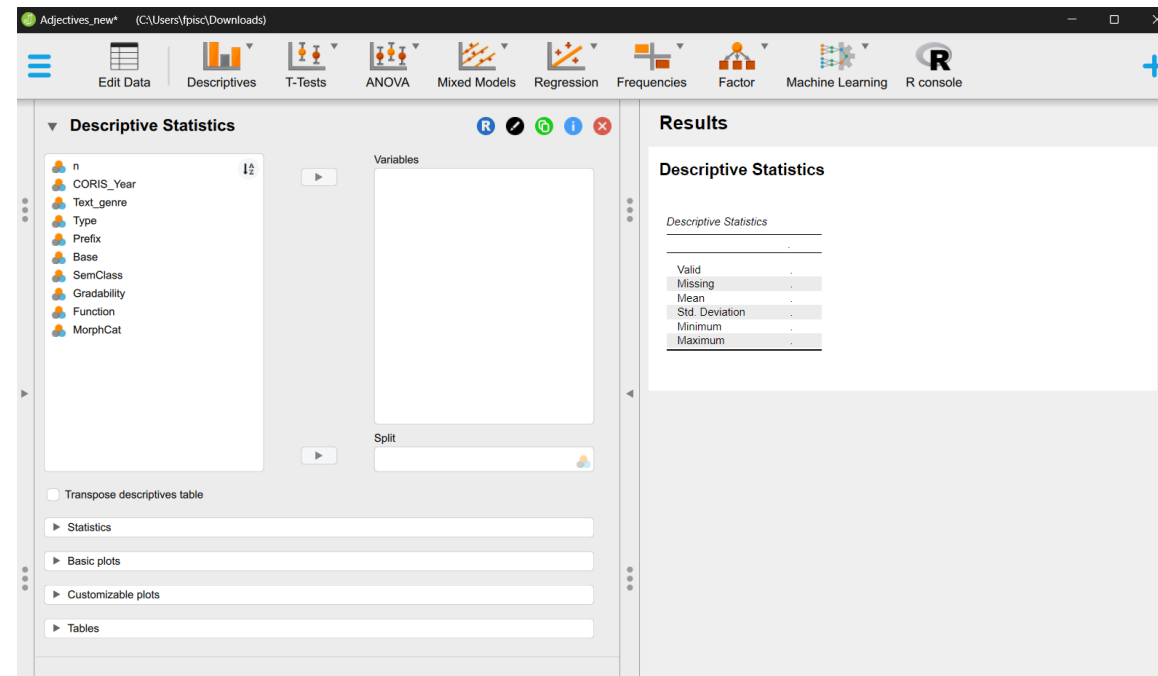 Adjectives_new* (C:\Users\fpisc\Downloads)
Edit Data Descriptives T-Tests ANOVA Mixed Models Regression Frequencies Factor Machine Learning R console
Descriptive Statistics
n
CORIS_Year
Text_genre
Type
Prefix
Base
SemClass
Gradability
Function
MorphCat
Variables
Split
Transpose descriptives table
Statistics
Basic plots
Customizable plots
Tables
Results
Descriptive Statistics
Descriptive Statistics
.
Valid .
Missing .
Mean .
Std. Deviation .
Minimum .
Maximum .